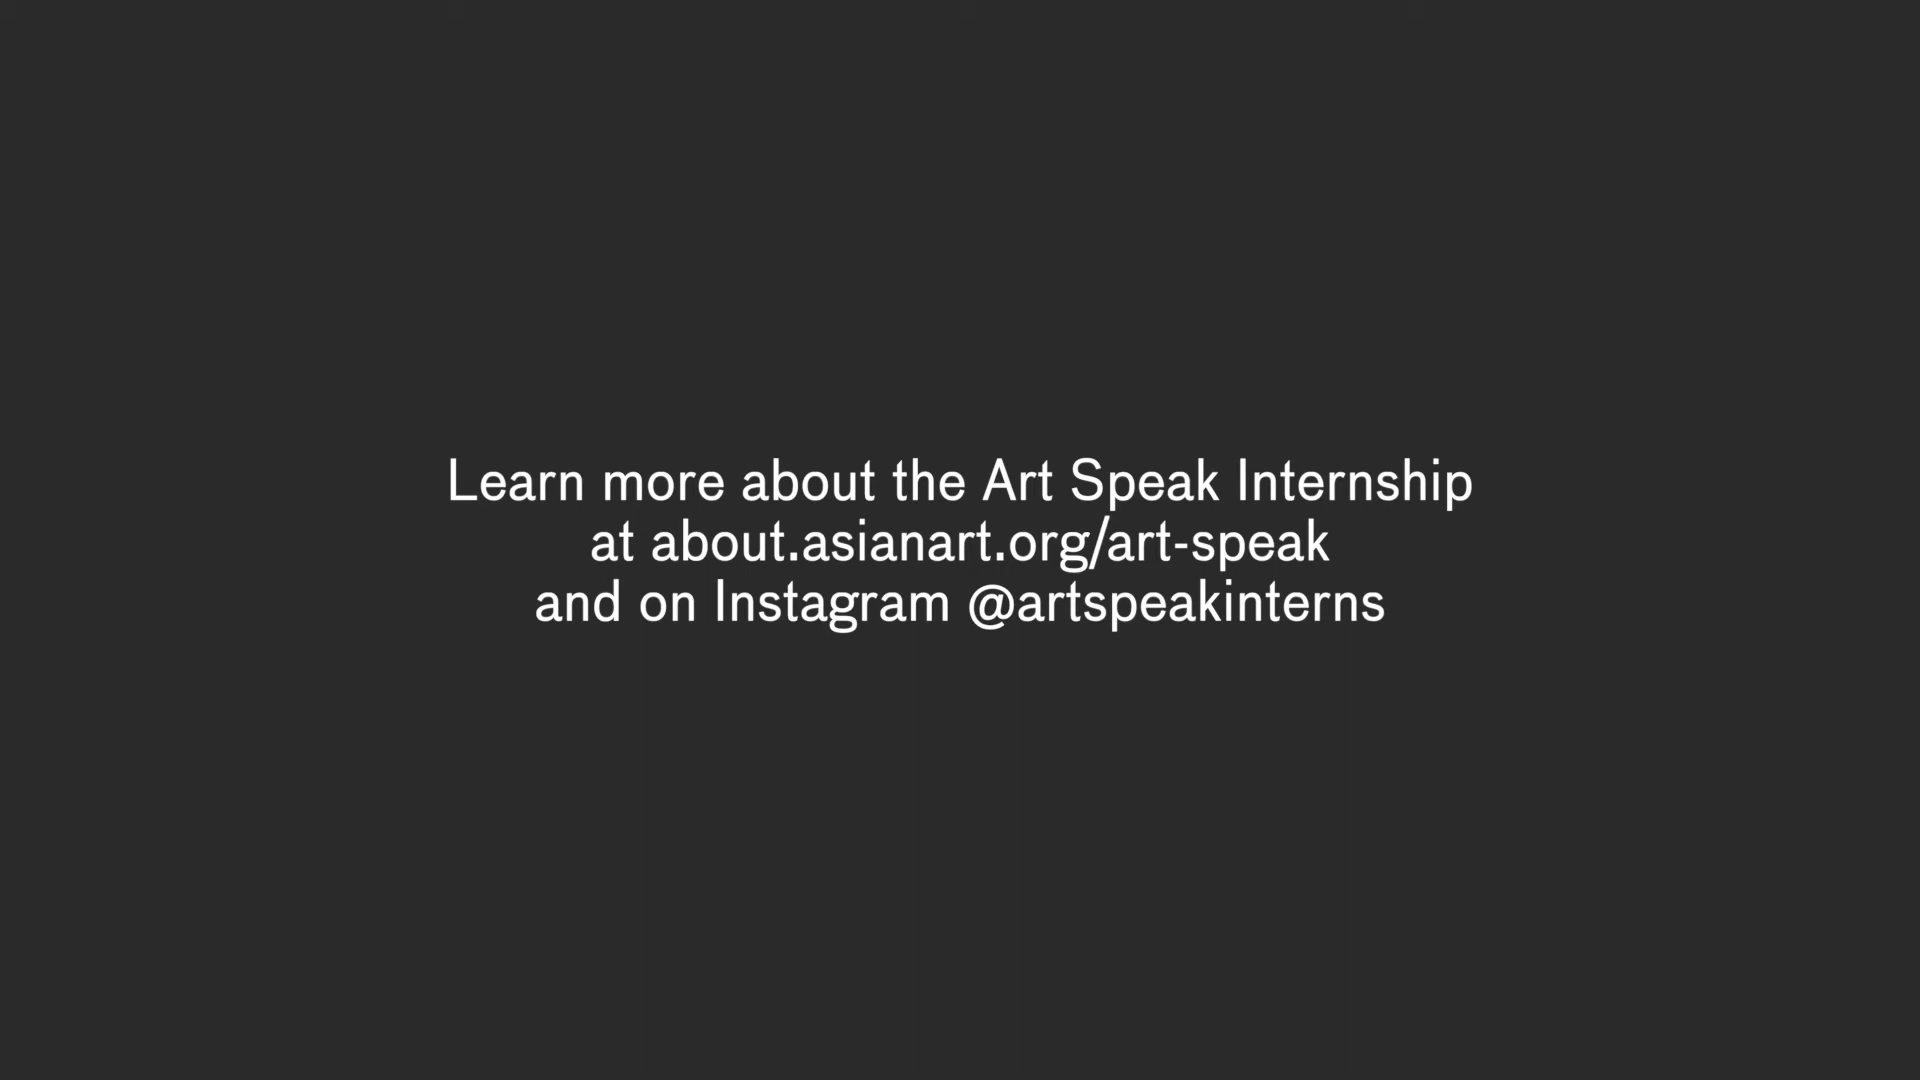 Learn more about the Art Speak Internship
at about.asianart.org/art-speak
and on Instagram @artspeakinterns